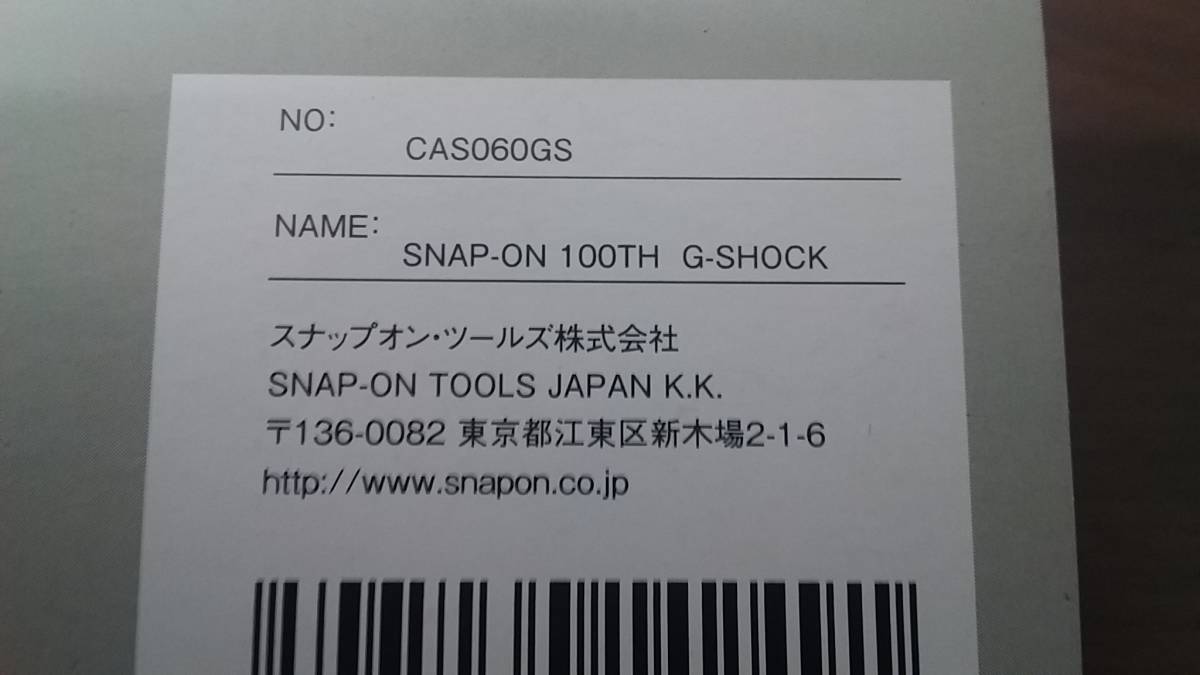 NO:
CAS060GS
NAME:
SNAP-ON 100TH G-SHOCK
スナップオン・ツールズ株式会社
SNAP-ON TOOLS JAPAN K.K.
〒136-0082 東京都江東区新木場2-1-6
http://www.snapon.co.jp